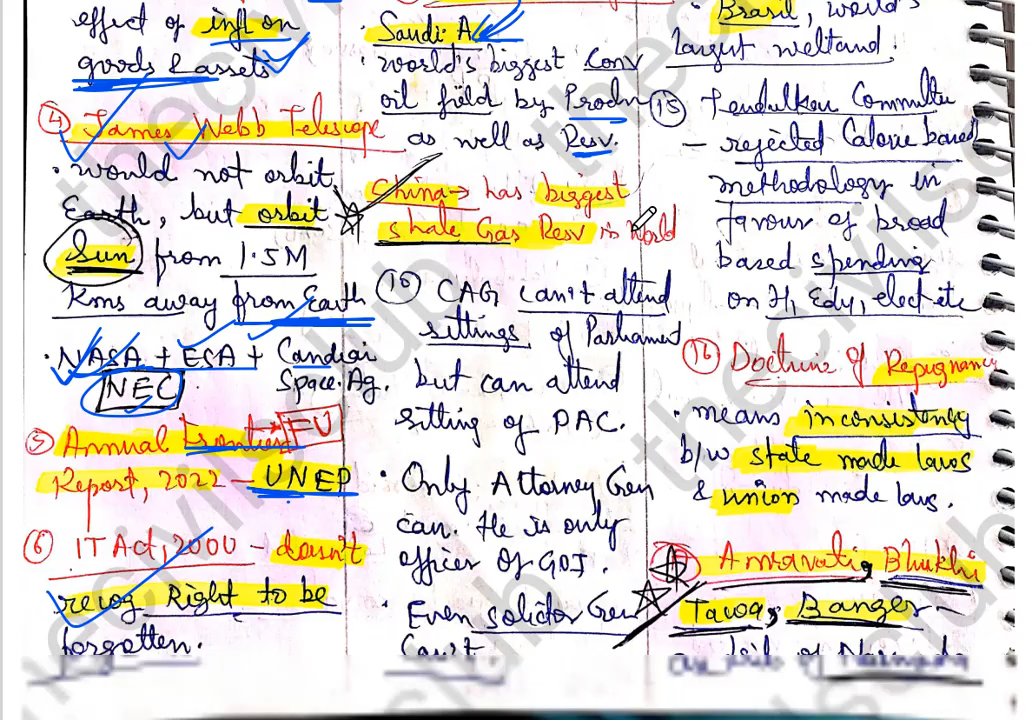 effect of infl on
goods & assets
④ James Webb Telescope
· would not orbit
Earth, but orbit
Sun from 1.5M
Kms away from Earth
· NASA + ESA +
Space. Ag.
NEC
⑤ Annual Frontiers FU
Report, 2022 - UNEP
⑥ IT Act, 2000 - doesn't
recog Right to be
forgotten.
Saudi A
· World's biggest Conv
oil field by Prodn
as well as Resv.
China → has biggest
shale Gas Resv in World
⑩ CAG can't attend
sittings of Parliament
but can attend
sitting of PAC.
· Only Attorney Gen
can. He is only
officer of GOI.
· Even solicitor Gen
Can't
· Brasil, world's
largest wetland.
⑮ Tendulkar Committee
- rejected Calorie based
methodology in
favour of broad
based spending
on H, Edu, elect etc
⑯ Doctrine of Repugnancy
· means inconsistency
b/w state made laws
& union made laws.
Amravati, Bhukhi
Tawa, Banger -